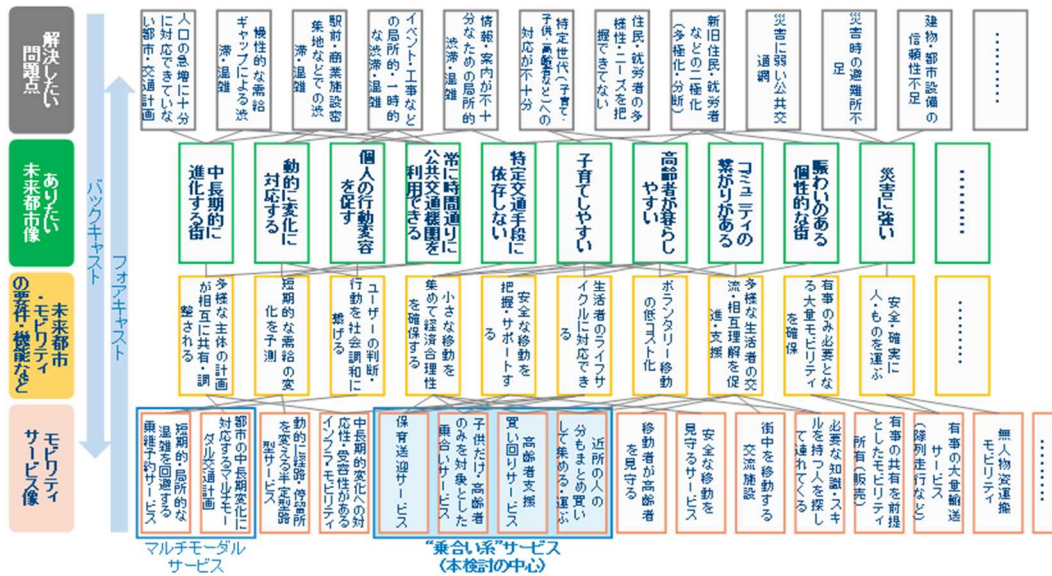 解決したい
問題点
人口の急増に十分
に対応できていな
い都市・交通計画
慢性的な需給
ギャップによる渋
滞・混雑
駅前・商業施設密
集地などでの渋
滞・混雑
イベント・工事など
の局所的・一時的
な渋滞・混雑
情報・案内が不十
分なための局所的
渋滞・混雑
特定世代(子育て・
子供・高齢者など)への
対応が不十分
住民・就労者の多
様性・ニーズを把
握できてない
新旧住民・就労者
などの二極化
(多極化・分断)
災害に弱い公共交
通網
災害時の避難所不
足
建物・都市設備の
信頼性不足
………
ありたい
未来都市像
中長期的に
進化する街
動的に変化に
対応する
個人の行動変容
を促す
常に時間通りに
公共交通機関を
利用できる
特定交通手段に
依存しない
子育てしやすい
高齢者が暮らし
やすい
コミュニティの
繋がりがある
賑わいのある
個性的な街
災害に強い
………
バックキャスト
フォアキャスト
未来都市
・モビリティ
の要件・機能など
多様な主体の計画
が相互に共有・調
整される
短期的な需給の変
化を予測
ユーザーの判断・
行動を社会調和に
繋げる
小さな移動を
集めて経済合理性
を確保する
安全な移動を
把握・サポートす
る
生活者のライフサ
イクルに対応でき
る
ボランタリー移動
の低コスト化
多様な生活者の交
流・相互理解を促
進・支援
有事のみ必要とな
る大量モビリティ
を確保
安全・確実に
人・ものを運ぶ
………
モビリティ
サービス像
短期的・局所的な
混雑を回避する
乗継予約サービス
都市の中長期変化に
対応するマルチモー
ダル交通計画
動的に経路・停留所
を変える半定型路
型サービス
中長期的変化への対
応性・受容性がある
インフラ・モビリティ
保育送迎サービス
子供だけ・高齢者
のみを対象とした
乗合いサービス
高齢者支援
買い回りサービス
近所の人の
分もまとめ買い
して集める・運ぶ
移動者が高齢者
を見守る
安全な移動を
見守るサービス
街中を移動する
交流施設
必要な知識・スキ
ルを持つ人を探し
て連れてくる
有事の共有を前提
としたモビリティ
所有(販売)
有事の大量輸送
サービス
(隊列走行など)
無人物資運搬
モビリティ
……
マルチモーダル
サービス
“乗合い系”サービス
(本検討の中心)